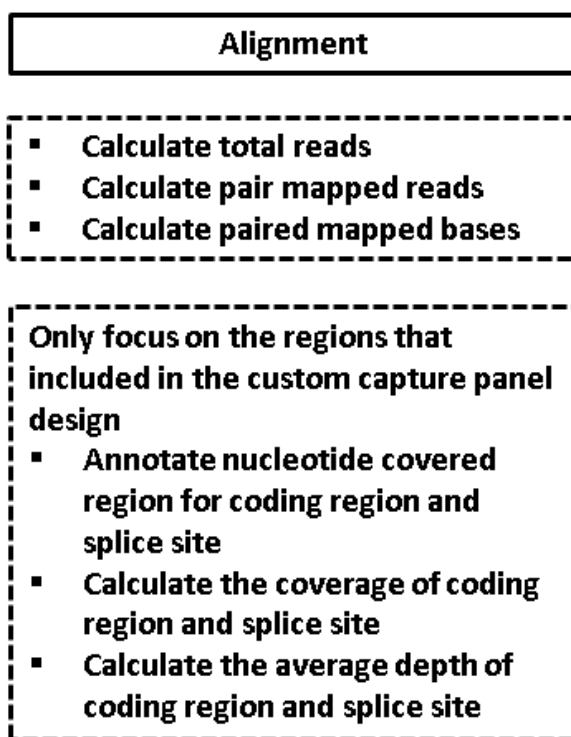 Alignment
▪ Calculate total reads
▪ Calculate pair mapped reads
▪ Calculate paired mapped bases
Only focus on the regions that
included in the custom capture panel
design
▪ Annotate nucleotide covered
region for coding region and
splice site
▪ Calculate the coverage of coding
region and splice site
▪ Calculate the average depth of
coding region and splice site